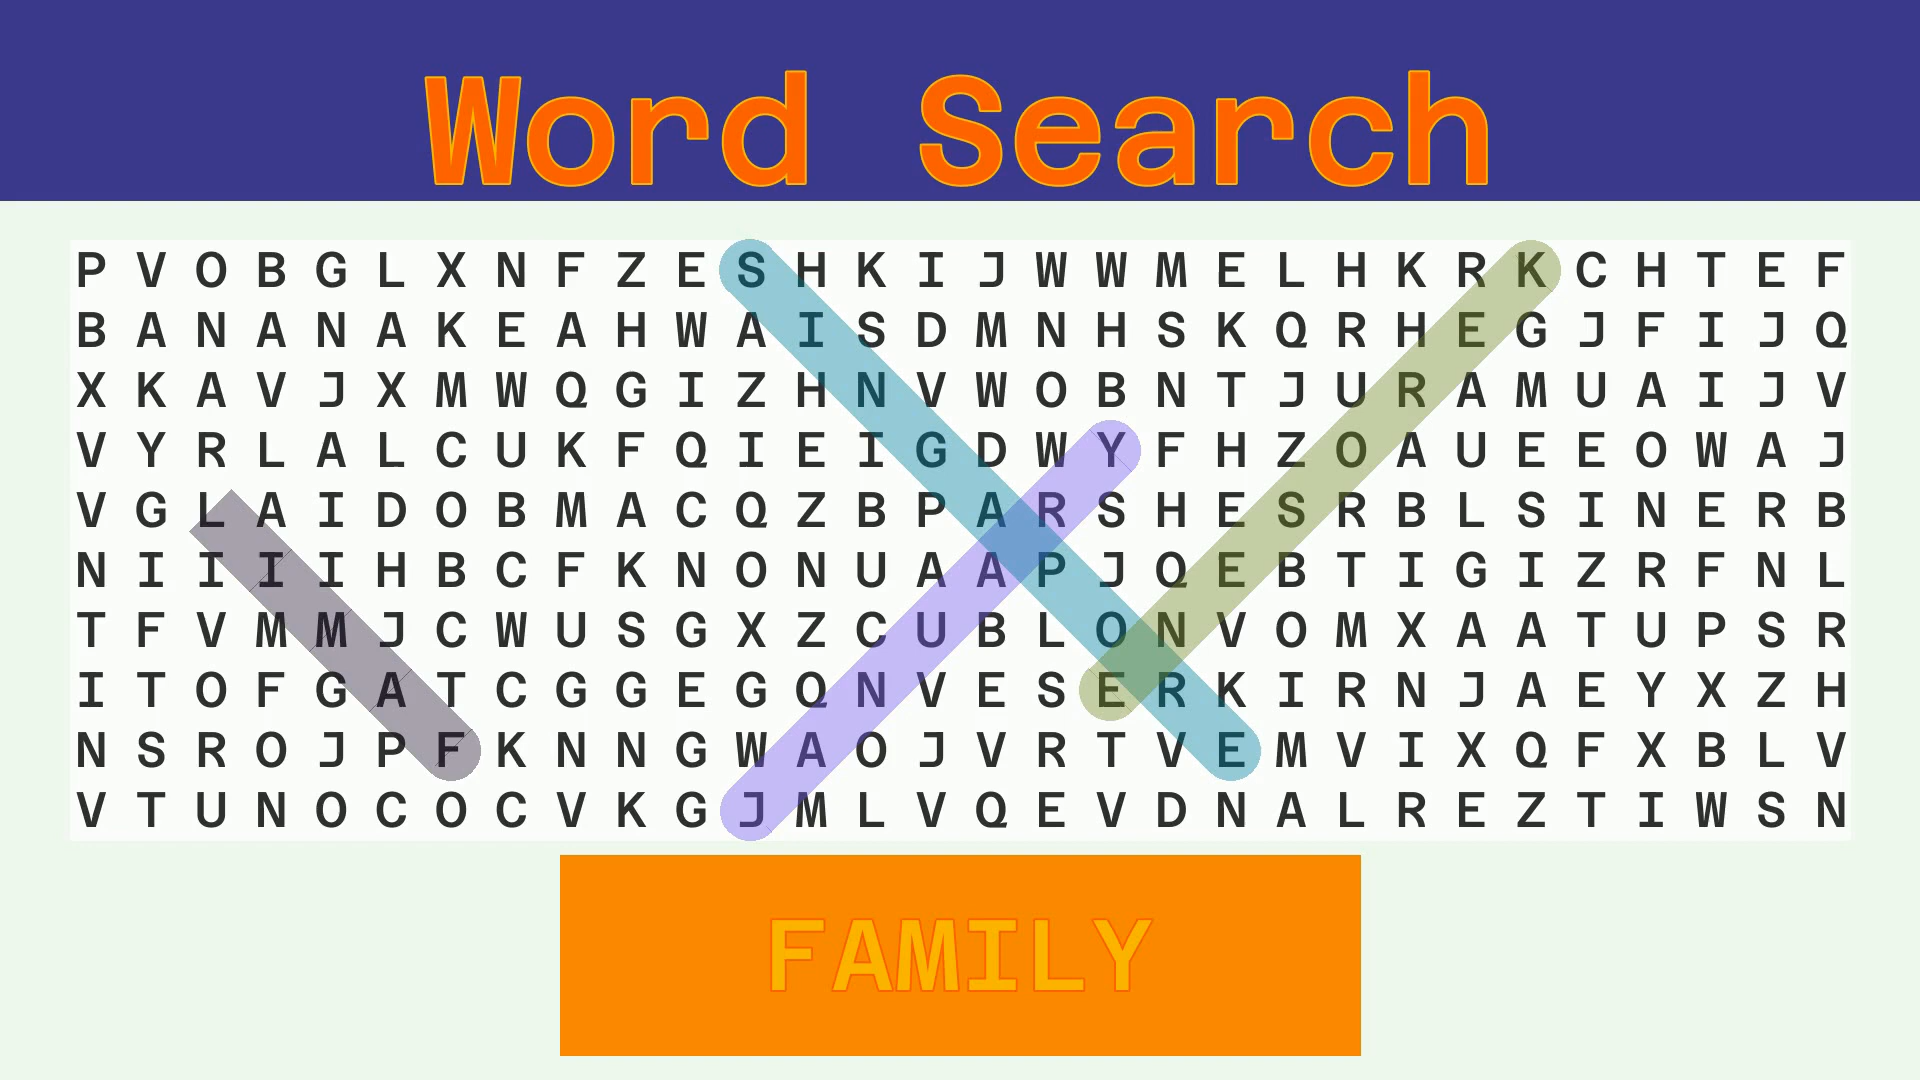 Word Search
P V O B G L X N F Z E S H K I J W W M E L H K R K C H T E F
B A N A N A K E A H W A I S D M N H S K Q R H E G J F I J Q
X K A V J X M W Q G I Z H N V W O B N T J U R A M U A I J V
V Y R L A L C U K F Q I E I G D W Y F H Z O A U E E O W A J
V G L A I D O B M A C Q Z B P A R S H E S R B L S I N E R B
N I I I I H B C F K N O N U A A P J Q E B T I G I Z R F N L
T F V M M J C W U S G X Z C U B L O N V O M X A A T U P S R
I T O F G A T C G G E G Q N V E S E R K I R N J A E Y X Z H
N S R O J P F K N N G W A O J V R T V E M V I X Q F X B L V
V T U N O C O C V K G J M L V Q E V D N A L R E Z T I W S N
FAMILY